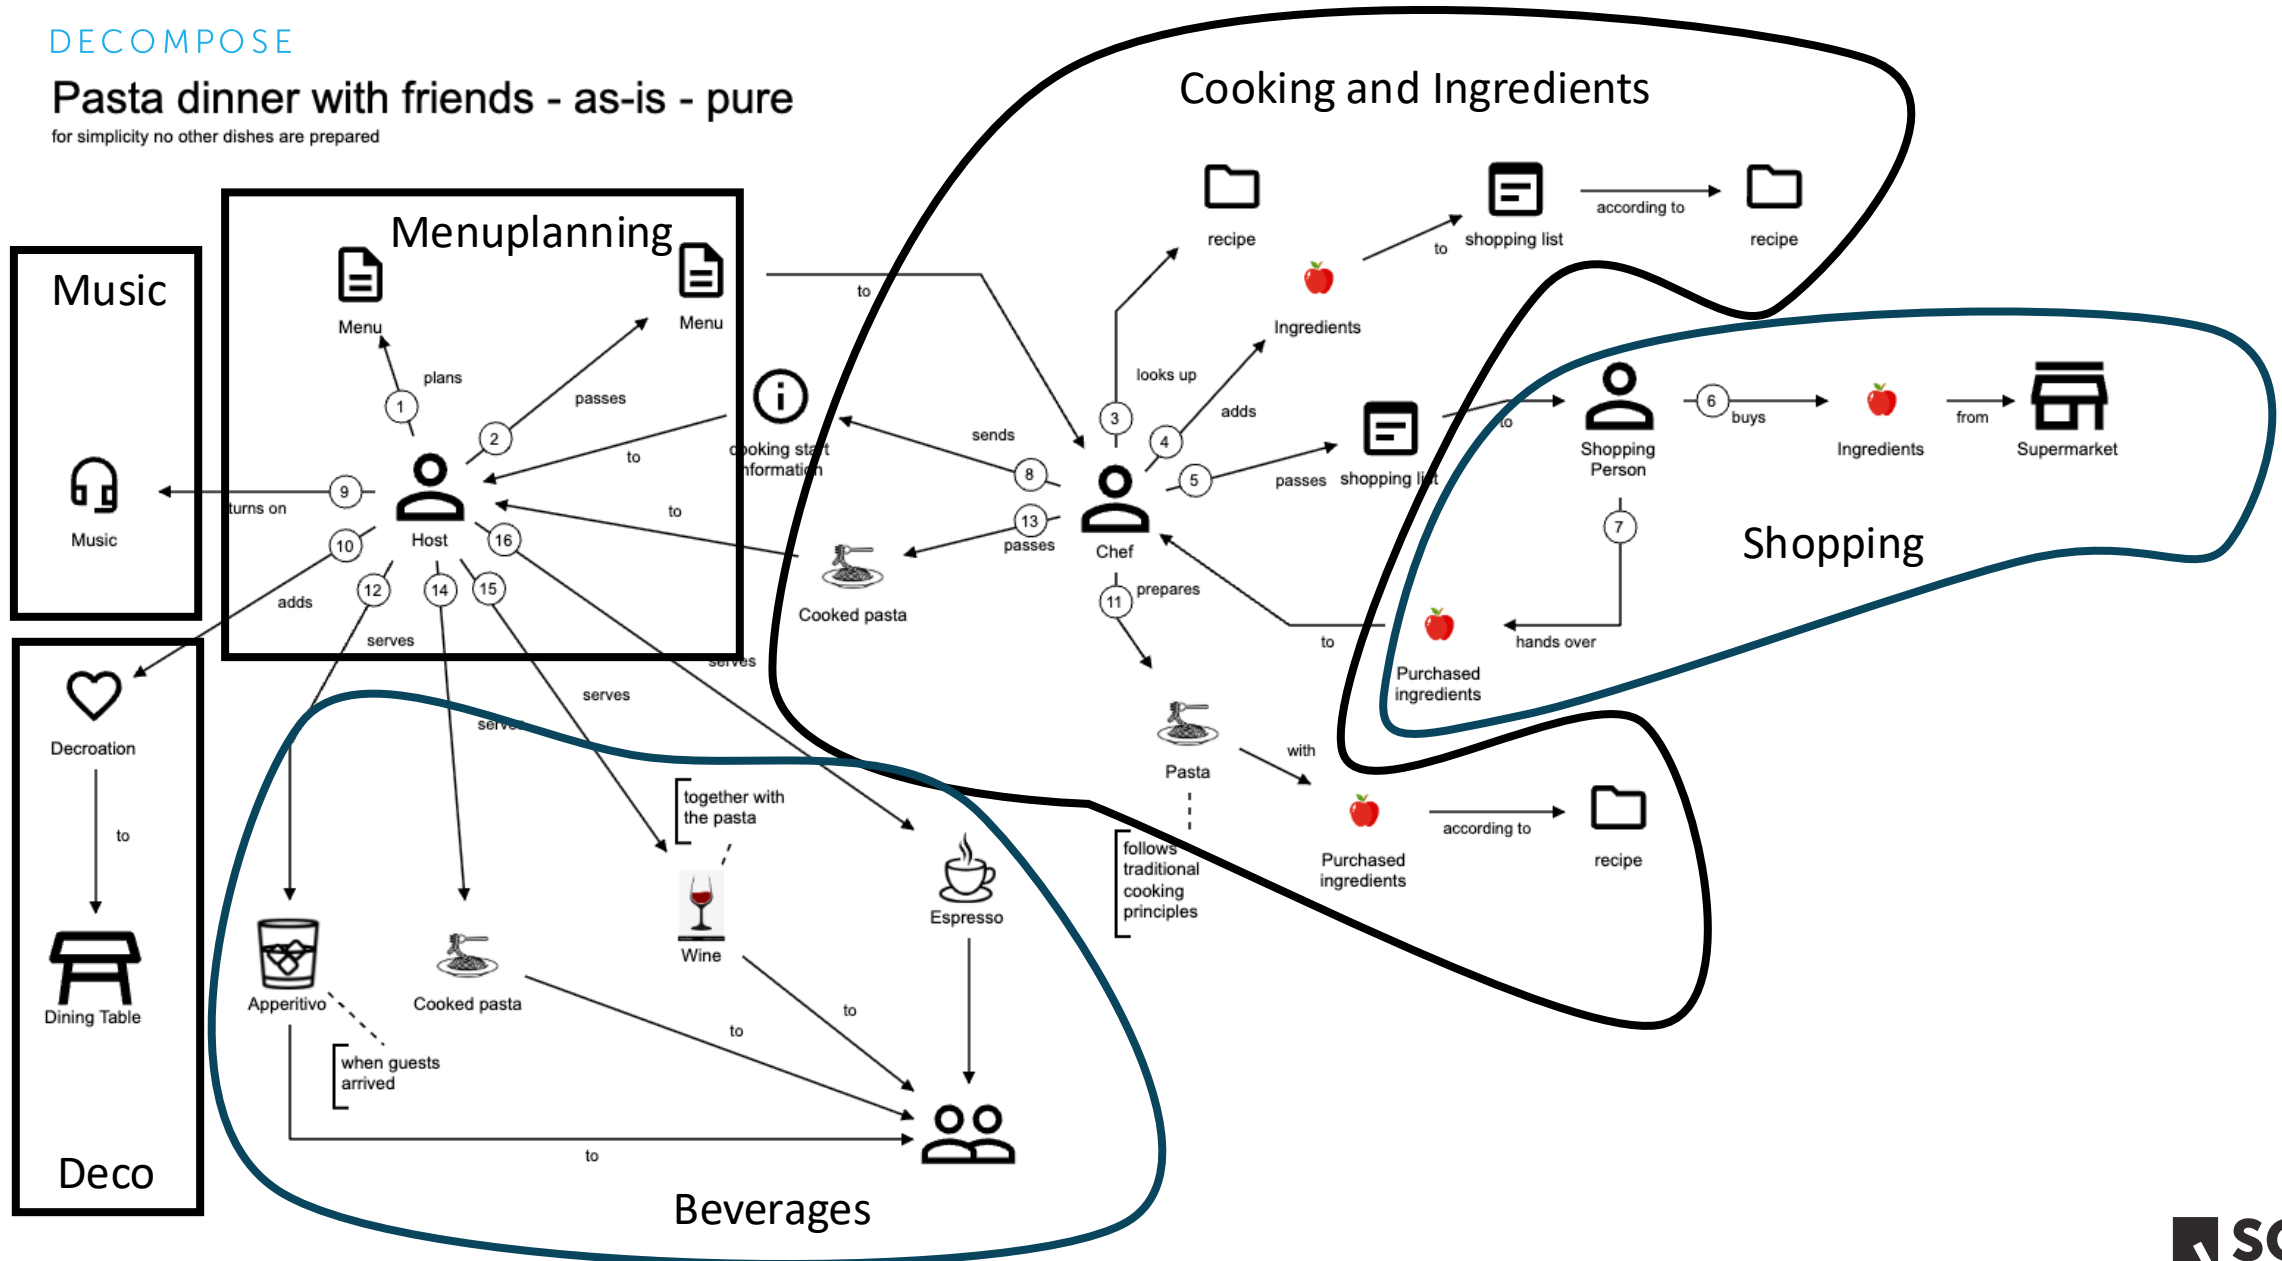 DECOMPOSE
Pasta dinner with friends - as-is - pure
for simplicity no other dishes are prepared
Cooking and Ingredients
Menuplanning
Music
Menu
Menu
to
plans
1
2
passes
9
turns on
Music
Host
10
adds
12
serves
14
15
16
serves
serves
serves
to
cooking start
information
to
sends
8
13
passes
Cooked pasta
Chef
3
looks up
recipe
4
adds
Ingredients
to
shopping list
according to
recipe
5
passes
shopping list
to
Shopping
Person
6
buys
Ingredients
from
Supermarket
7
hands over
Shopping
Purchased
ingredients
to
11
prepares
Pasta
with
Purchased
ingredients
according to
recipe
follows
traditional
cooking
principles
Decroation
to
Dining Table
Deco
Apperitivo
when guests
arrived
Cooked pasta
together with
the pasta
Wine
Espresso
to
to
to
Beverages